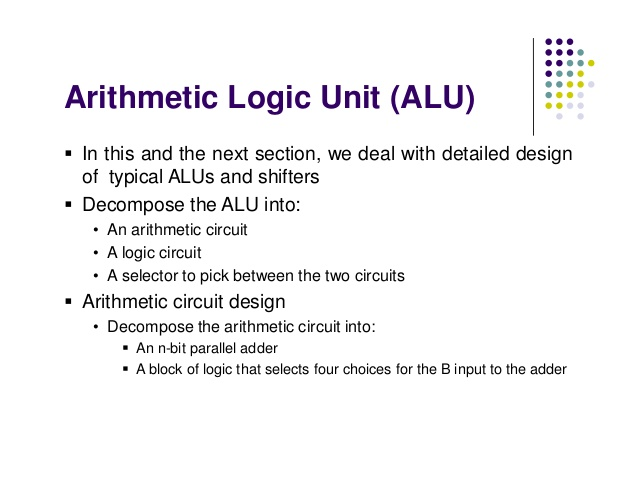 Arithmetic Logic Unit (ALU)
▪ In this and the next section, we deal with detailed design
of typical ALUs and shifters
▪ Decompose the ALU into:
• An arithmetic circuit
• A logic circuit
• A selector to pick between the two circuits
▪ Arithmetic circuit design
• Decompose the arithmetic circuit into:
▪ An n-bit parallel adder
▪ A block of logic that selects four choices for the B input to the adder